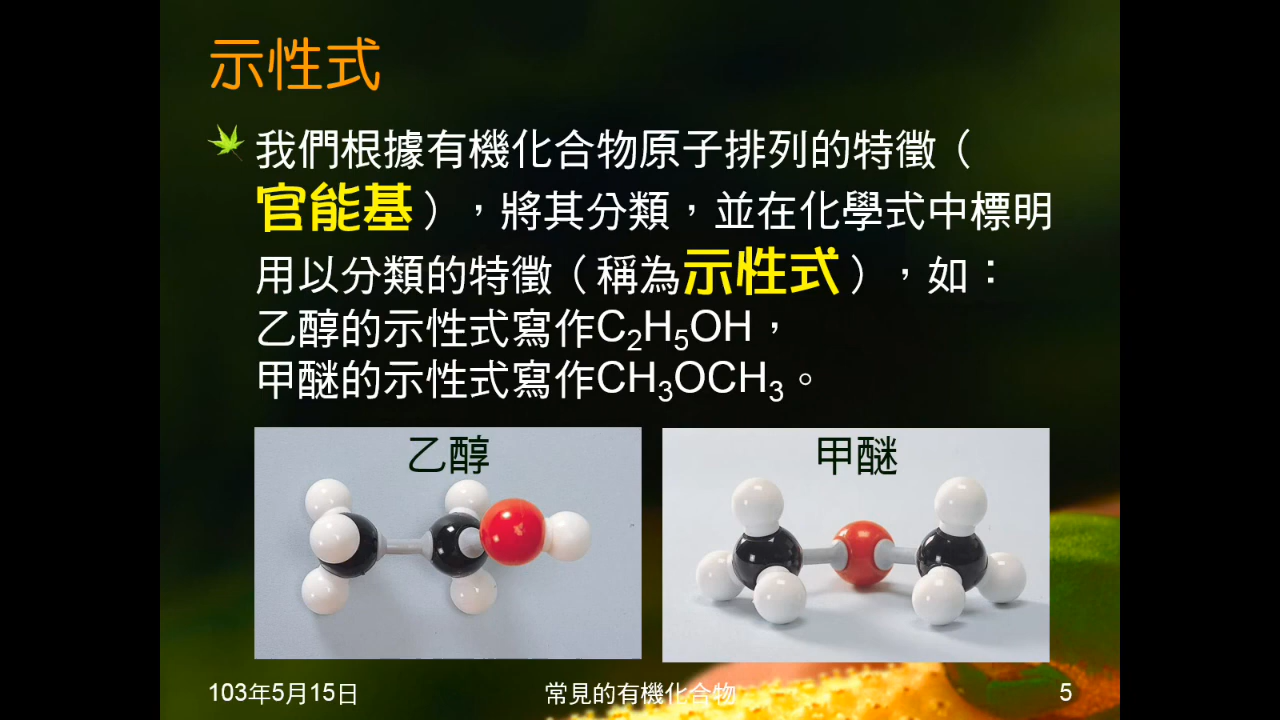 示性式
我們根據有機化合物原子排列的特徵（
官能基），將其分類，並在化學式中標明
用以分類的特徵（稱為示性式），如：
乙醇的示性式寫作C₂H₅OH，
甲醚的示性式寫作CH₃OCH₃。
乙醇
甲醚
103年5月15日
常見的有機化合物
5